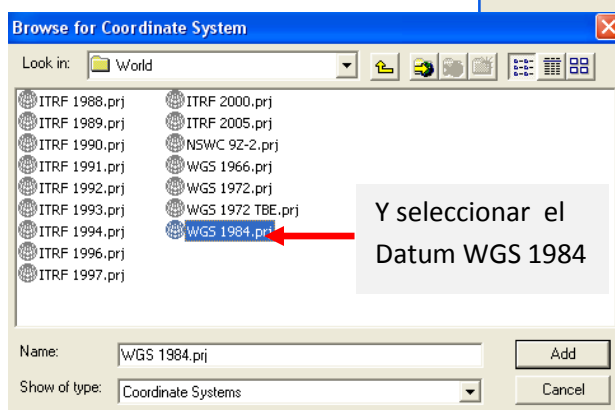 Browse for Coordinate System
Look in: World
ITRF 1988.prj
ITRF 1989.prj
ITRF 1990.prj
ITRF 1991.prj
ITRF 1992.prj
ITRF 1993.prj
ITRF 1994.prj
ITRF 1996.prj
ITRF 1997.prj
ITRF 2000.prj
ITRF 2005.prj
NSWC 9Z-2.prj
WGS 1966.prj
WGS 1972.prj
WGS 1972 TBE.prj
WGS 1984.prj
Y seleccionar el
Datum WGS 1984
Name: WGS 1984.prj
Add
Show of type: Coordinate Systems
Cancel